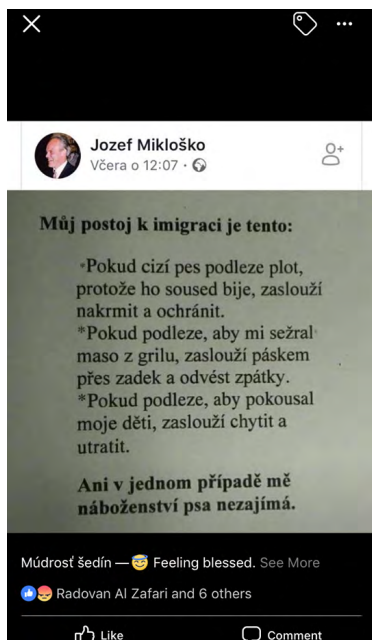 Jozef Mikloško
Včera o 12:07 ·
Můj postoj k imigraci je tento:
*Pokud cizí pes podleze plot,
protože ho soused bije, zaslouží
nakrmit a ochránit.
*Pokud podleze, aby mi sežral
maso z grilu, zaslouží páskem
přes zadek a odvést zpátky.
*Pokud podleze, aby pokousal
moje děti, zaslouží chytit a
utratit.
Ani v jednom případě mě
náboženství psa nezajímá.
Múdrosť šedín — 😇 Feeling blessed. See More
Radovan Al Zafari and 6 others
Like Comment